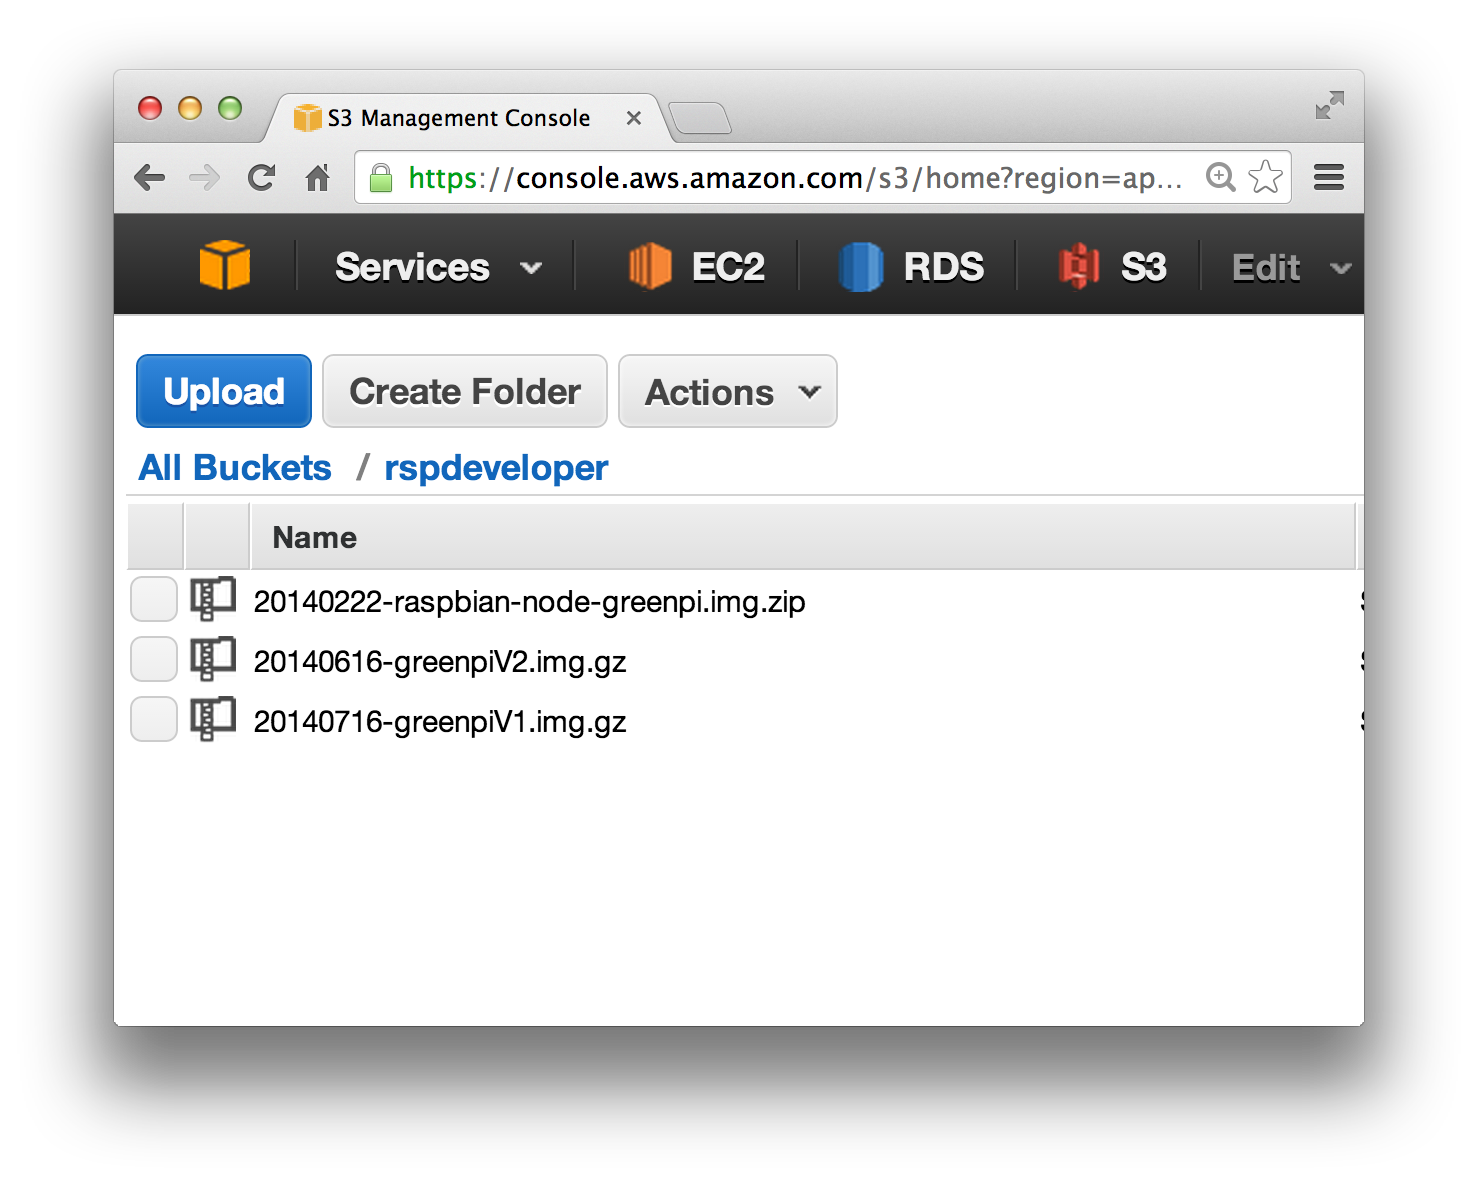 S3 Management Console
https://console.aws.amazon.com/s3/home?region=ap...
Services EC2 RDS S3 Edit
Upload Create Folder Actions
All Buckets / rspdeveloper
Name
20140222-raspbian-node-greenpi.img.zip
20140616-greenpiV2.img.gz
20140716-greenpiV1.img.gz